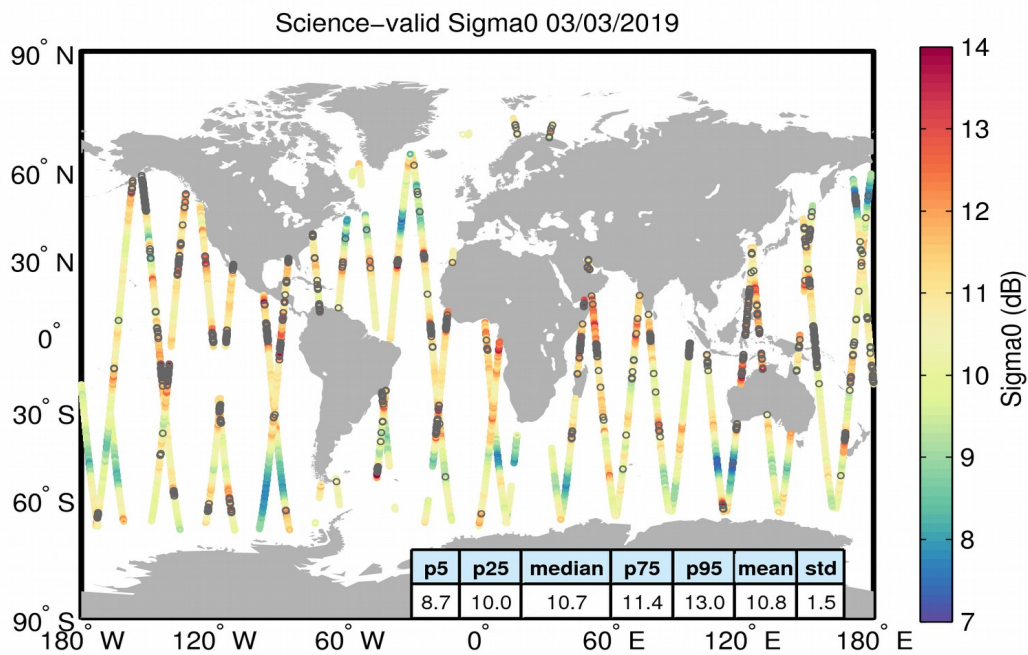 Science−valid Sigma0 03/03/2019
90° N
60° N
30° N
0°
30° S
60° S
90° S
180° W
120° W
60° W
0°
60° E
120° E
180° E
p5 p25 median p75 p95 mean std
8.7 10.0 10.7 11.4 13.0 10.8 1.5
14
13
12
11
10
9
8
7
Sigma0 (dB)